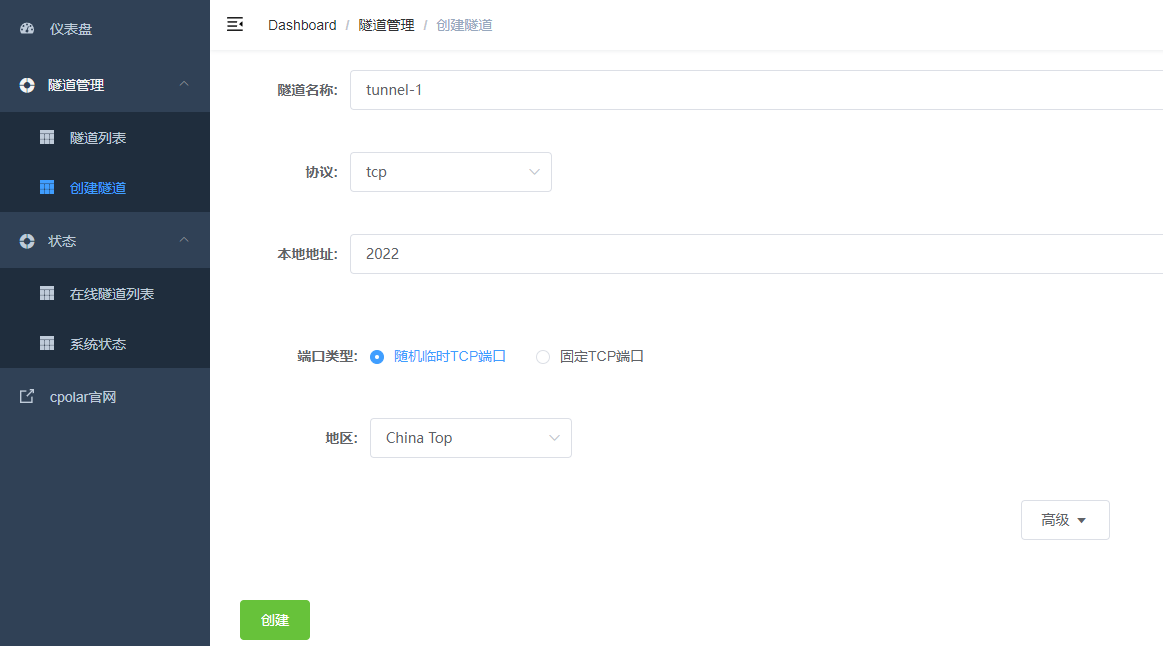 仪表盘
隧道管理
隧道列表
创建隧道
状态
在线隧道列表
系统状态
cpolar官网
Dashboard / 隧道管理 / 创建隧道
隧道名称: tunnel-1
协议: tcp
本地地址: 2022
端口类型: 随机临时TCP端口 固定TCP端口
地区: China Top
高级
创建